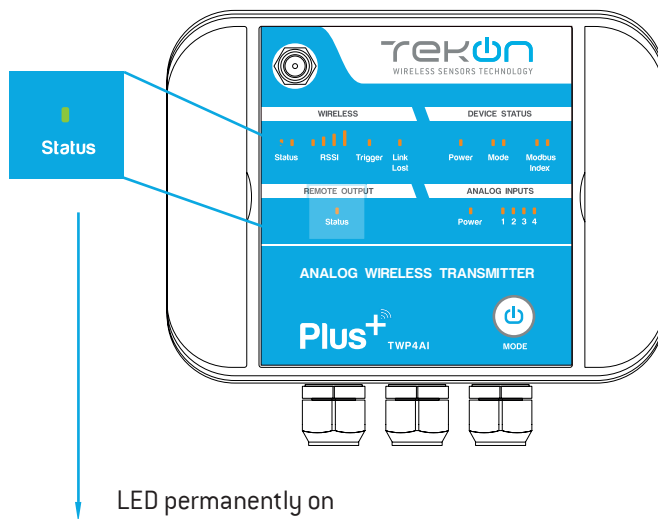 TEKON
WIRELESS SENSORS TECHNOLOGY
WIRELESS
DEVICE STATUS
Status RSSi Trigger Link Lost
Power Mode Modbus Index
REMOTE OUTPUT
ANALOG INPUTS
Status
Power 1 2 3 4
Status
ANALOG WIRELESS TRANSMITTER
Plus+ TWP4AI
MODE
LED permanently on